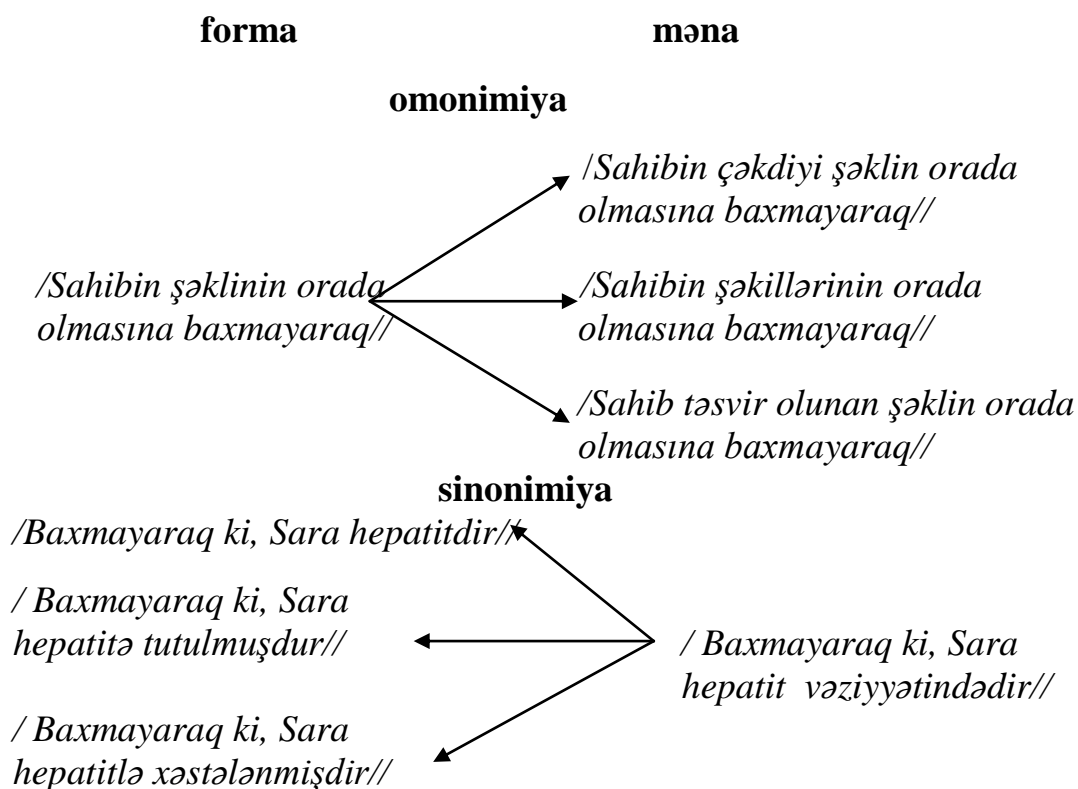 forma məna
omonimiya
/Sahibin çəkdiyi şəklin orada
olmasına baxmayaraq//
/Sahibin şəklinin orada
olmasına baxmayaraq//
/Sahibin şəkillərinin orada
olmasına baxmayaraq//
/Sahib təsvir olunan şəklin orada
olmasına baxmayaraq//
sinonimiya
/Baxmayaraq ki, Sara hepatitdir//
/ Baxmayaraq ki, Sara
hepatitə tutulmuşdur//
/ Baxmayaraq ki, Sara
hepatit vəziyyətindədir//
/ Baxmayaraq ki, Sara
hepatitlə xəstələnmişdir//